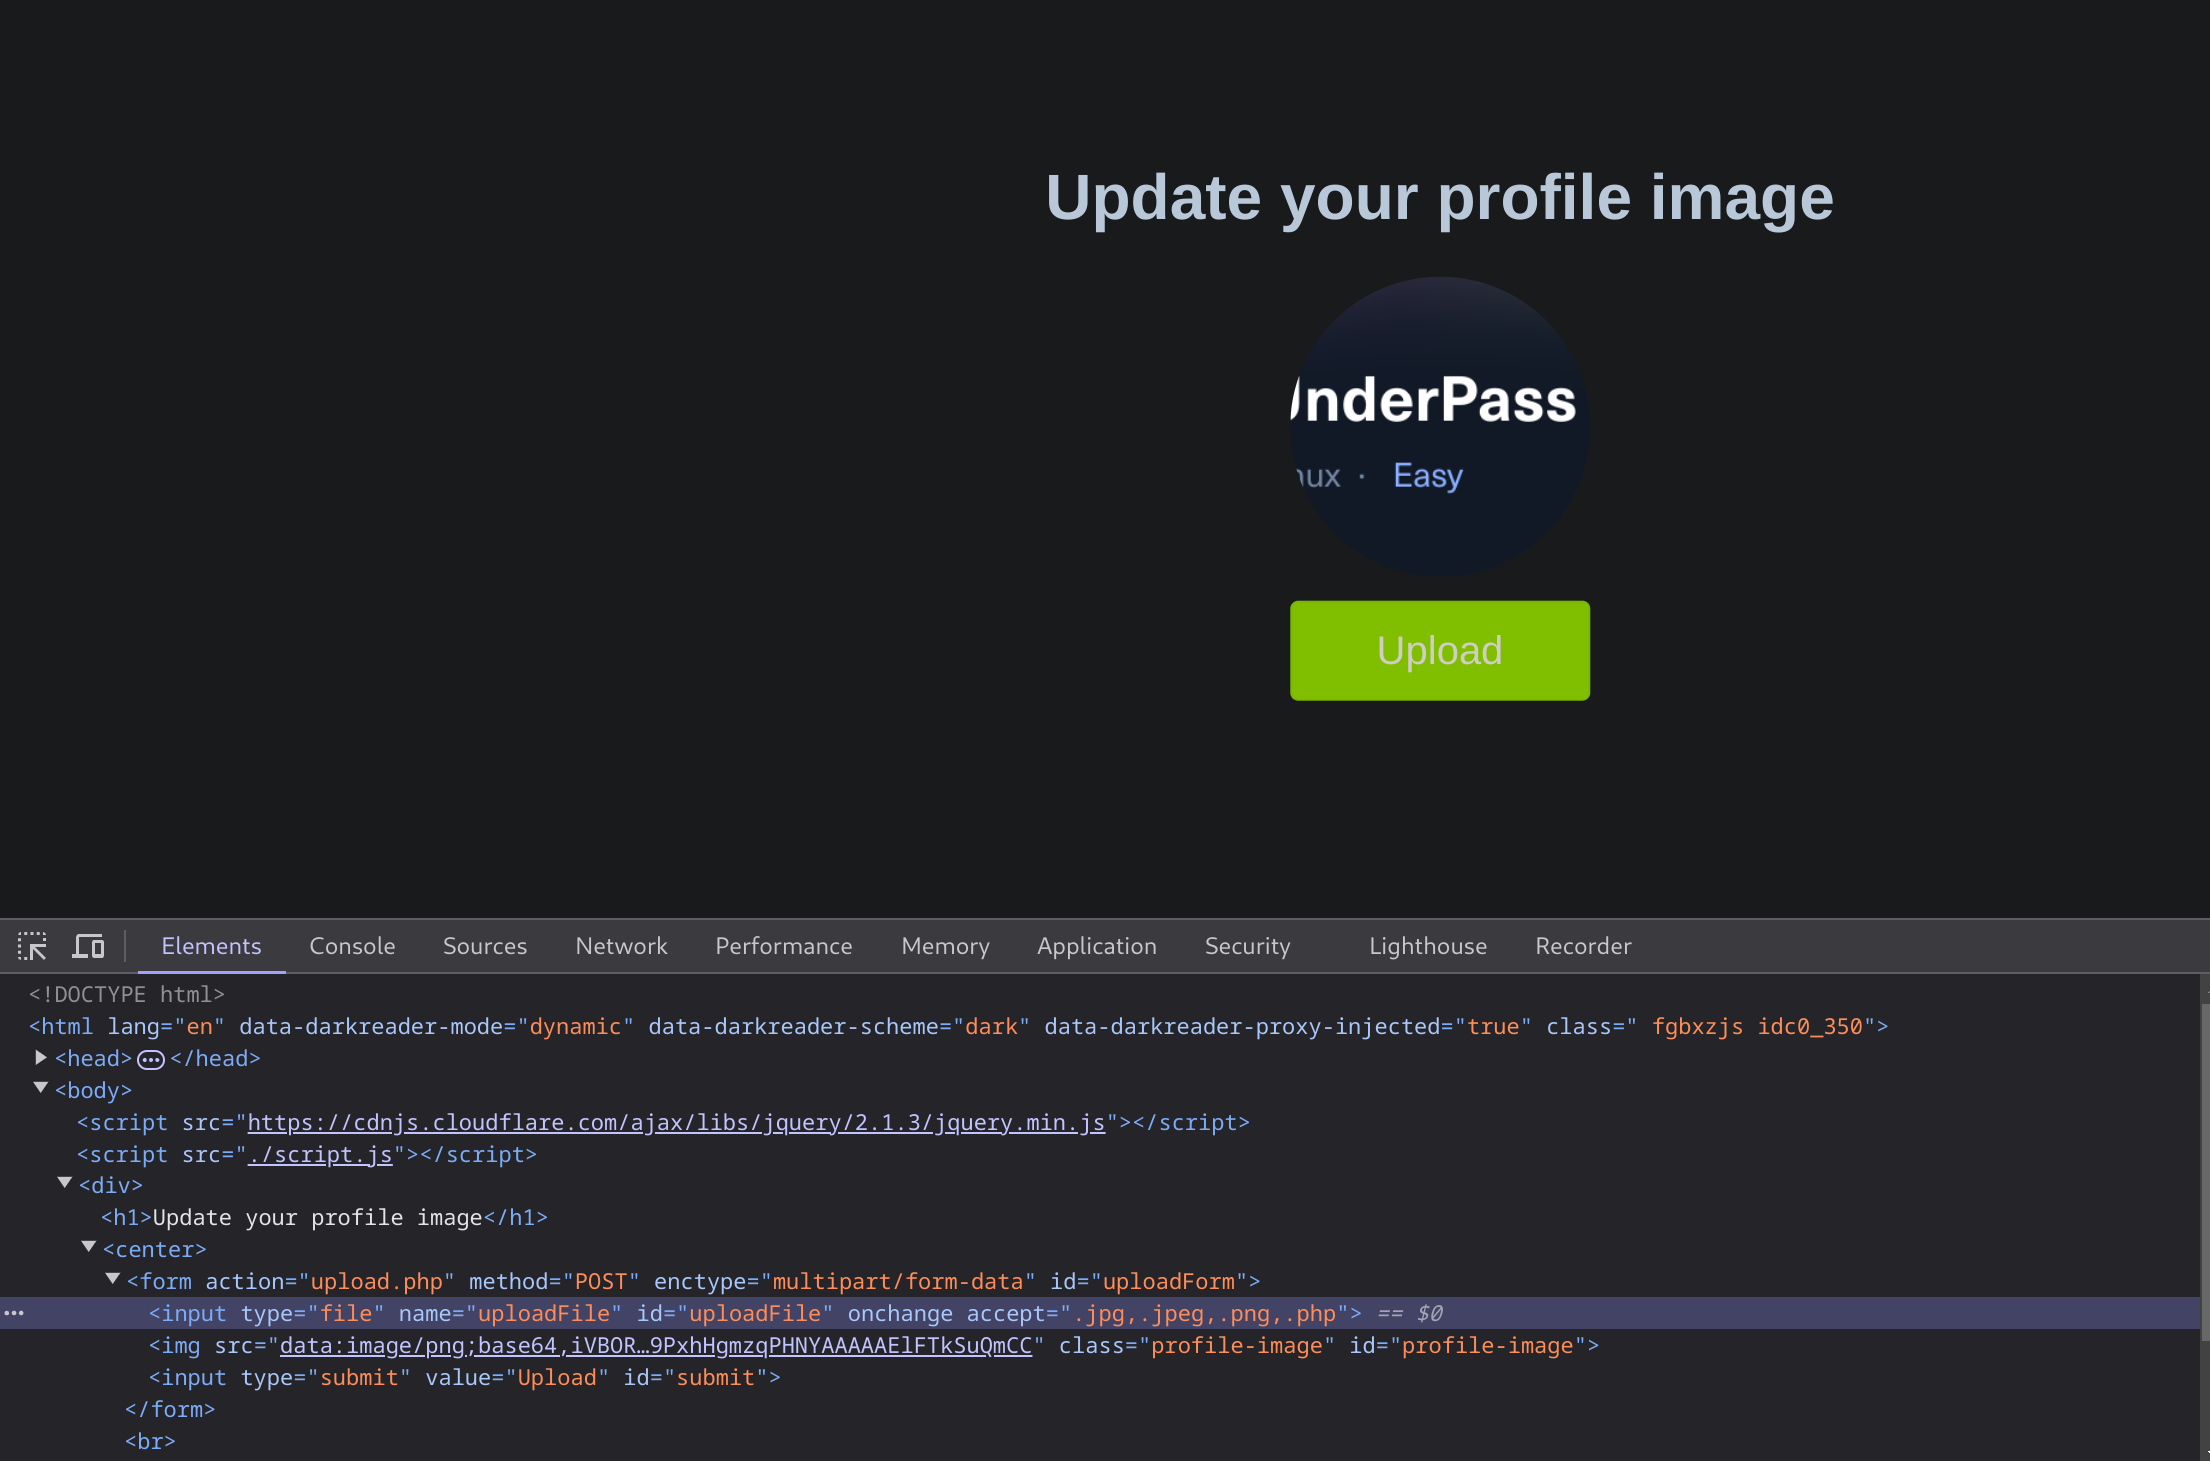 Update your profile image
UnderPass
nux · Easy
Upload
Elements Console Sources Network Performance Memory Application Security Lighthouse Recorder
<!DOCTYPE html>
<html lang="en" data-darkreader-mode="dynamic" data-darkreader-scheme="dark" data-darkreader-proxy-injected="true" class=" fgbxzjs idc0_350">
<head>…</head>
<body>
<script src="https://cdnjs.cloudflare.com/ajax/libs/jquery/2.1.3/jquery.min.js"></script>
<script src="./script.js"></script>
<div>
<h1>Update your profile image</h1>
<center>
<form action="upload.php" method="POST" enctype="multipart/form-data" id="uploadForm">
<input type="file" name="uploadFile" id="uploadFile" onchange accept=".jpg,.jpeg,.png,.php"> == $0
<img src="data:image/png;base64,iVBOR…9PxhHgmzqPHNYAAAAAElFTkSuQmCC" class="profile-image" id="profile-image">
<input type="submit" value="Upload" id="submit">
</form>
<br>